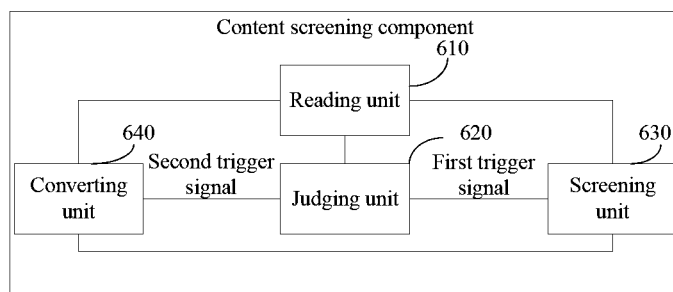 Content screening component
610
Reading unit
640
620
630
Second trigger
signal
First trigger
signal
Converting
unit
Judging unit
Screening
unit